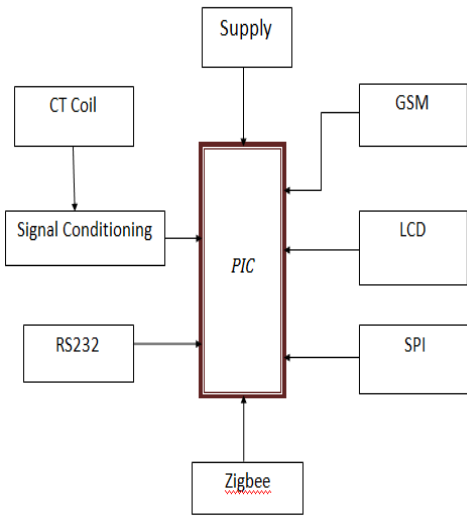 Supply
CT Coil
GSM
Signal Conditioning
PIC
LCD
RS232
SPI
Zigbee